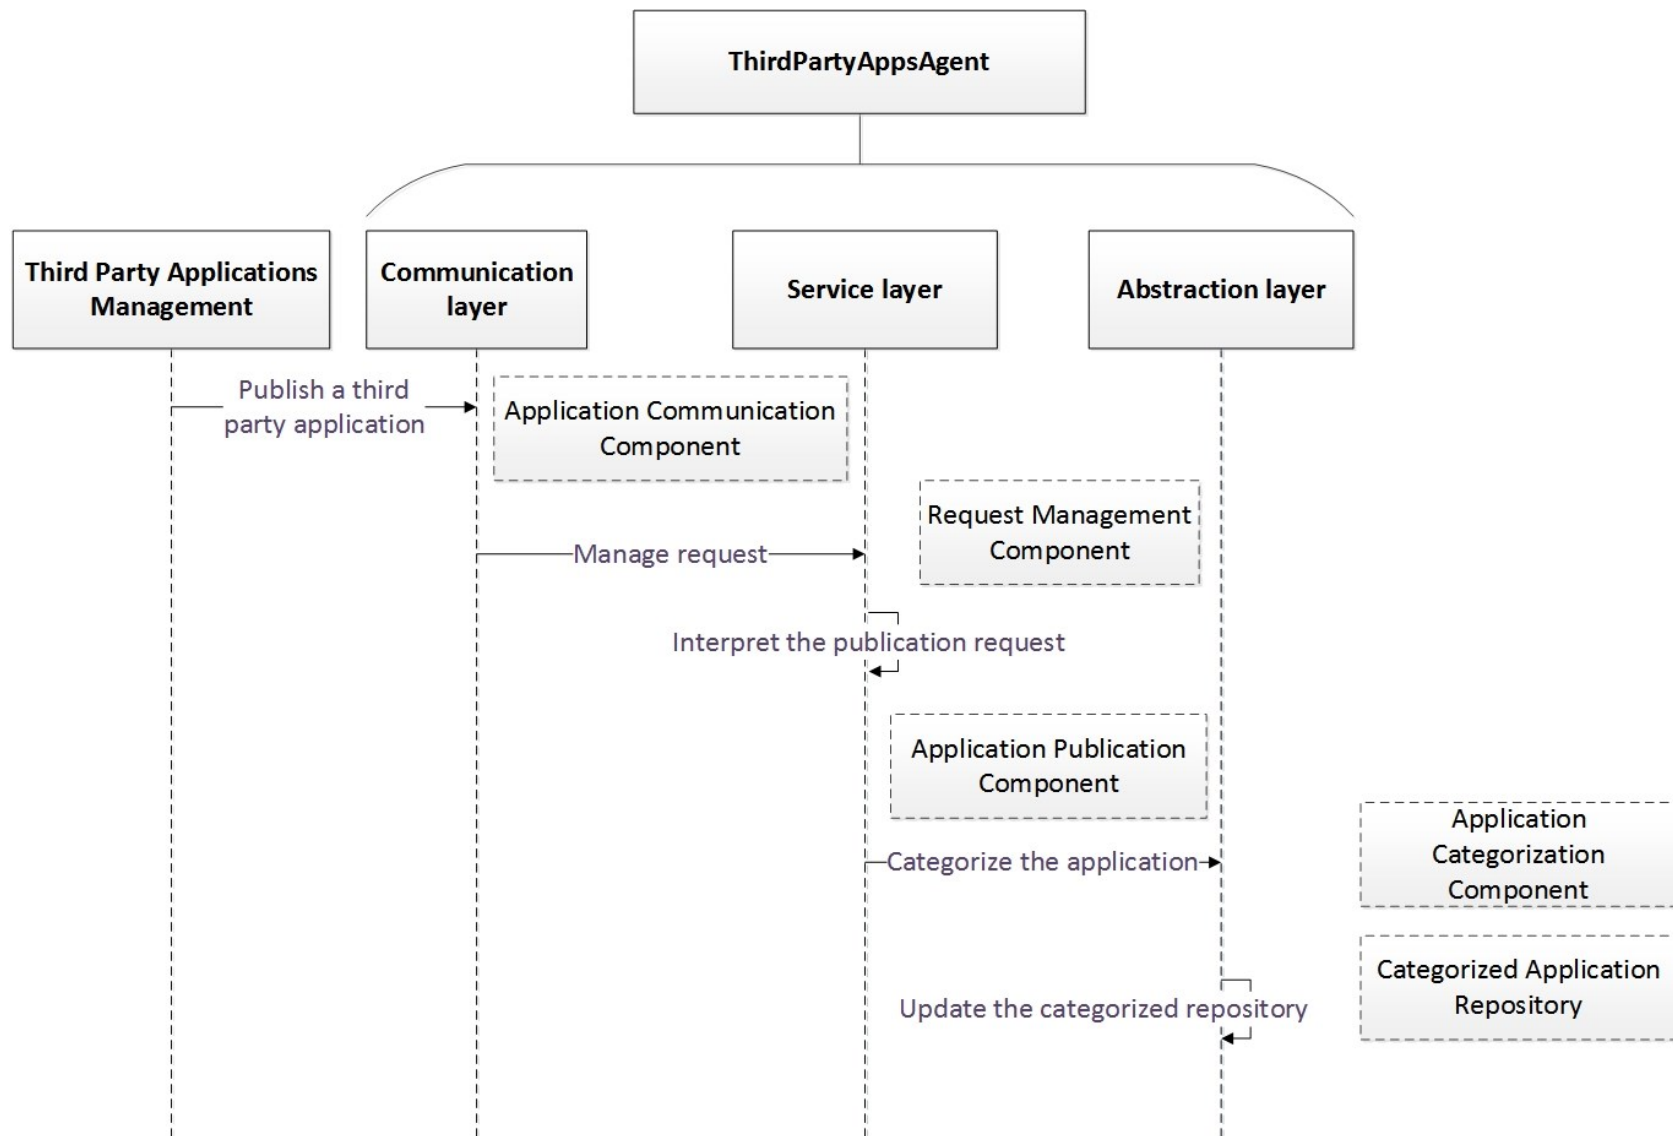 ThirdPartyAppsAgent
Third Party Applications
Management
Communication
layer
Service layer
Abstraction layer
Publish a third
party application
Application Communication
Component
Request Management
Component
Manage request
Interpret the publication request
Application Publication
Component
Application
Categorization
Component
Categorize the application
Categorized Application
Repository
Update the categorized repository